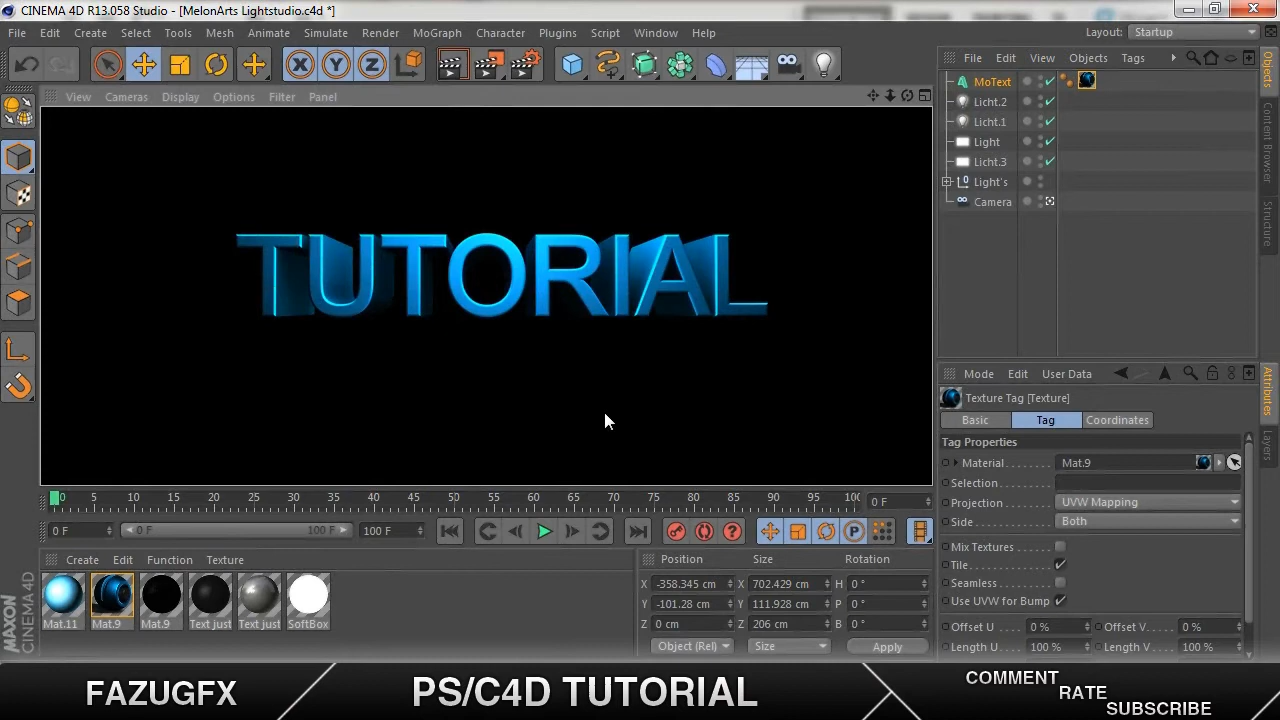 CINEMA 4D R13.058 Studio - [MelonArts Lightstudio.c4d *]
File Edit Create Select Tools Mesh Animate Simulate Render MoGraph Character Plugins Script Window Help Layout: Startup
View Cameras Display Options Filter Panel
File Edit View Objects Tags
MoText
Licht.2
Licht.1
Light
Licht.3
Light's
Camera
Objects
Content Browser
Structure
TUTORIAL
Mode Edit User Data
Texture Tag [Texture]
Basic Tag Coordinates
Tag Properties
Material Mat.9
Selection
Projection UVW Mapping
Side Both
Mix Textures
Tile
Seamless
Use UVW for Bump
Offset U 0 % Offset V 0 %
Length U 100 % Length V 100 %
Attributes
Layers
0 5 10 15 20 25 30 35 40 45 50 55 60 65 70 75 80 85 90 95 100 0 F
0 F 0 F 100 F 100 F
Create Edit Function Texture
Mat.11 Mat.9 Mat.9 Text just Text just SoftBox
Position Size Rotation
X -358.345 cm X 702.429 cm H 0 °
Y -101.28 cm Y 111.928 cm P 0 °
Z 0 cm Z 206 cm B 0 °
Object (Rel) Size Apply
MAXON
CINEMA 4D
FAZUGFX
PS/C4D TUTORIAL
COMMENT
RATE
SUBSCRIBE